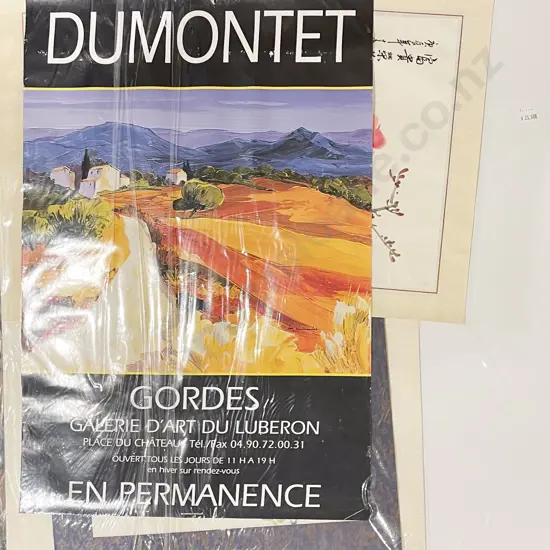 DUMONTET
GORDES
GALERIE D'ART DU LUBERON
PLACE DU CHÂTEAU Tél./Fax 04.90.72.00.31
OUVERT TOUS LES JOURS DE 11 H A 19 H
en hiver sur rendez-vous
EN PERMANENCE